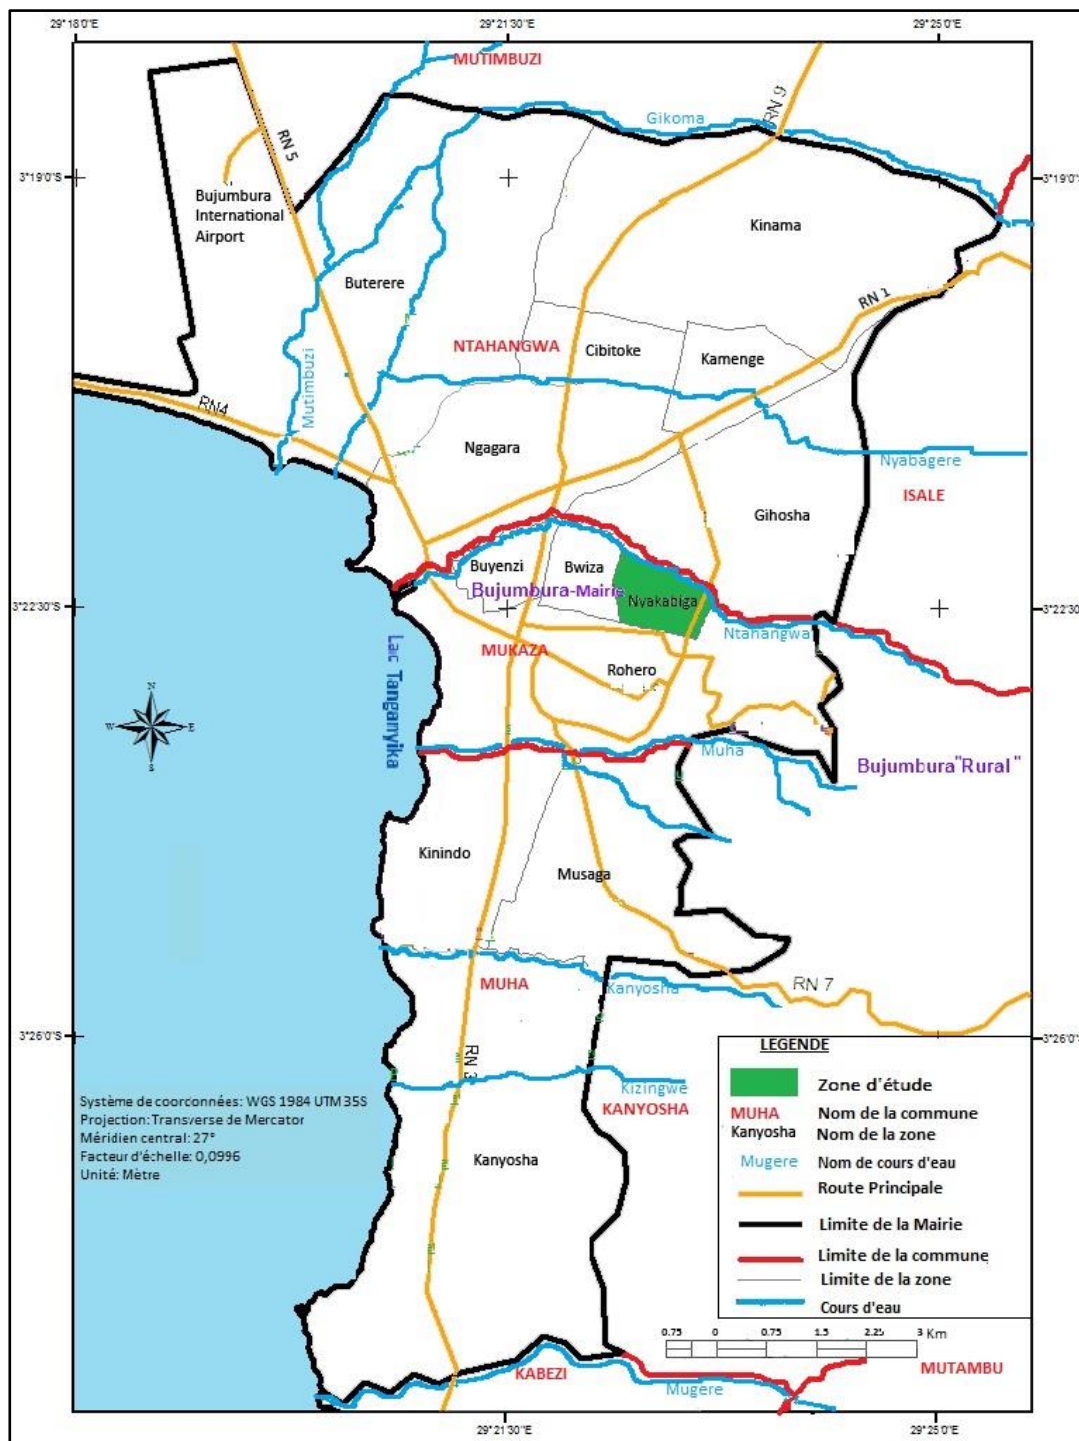 29°18'0"E
29°21'30"E
29°25'0"E
MUTIMBUZI
RN 9
Gikoma
RN 5
3°19'0"S
3°19'0"S
Bujumbura
International
Airport
Kinama
Buterere
RN 1
NTAHANGWA
Cibitoke
Kamenge
Mutimbuzi
RN4
Ngagara
Nyabagere
ISALE
Gihosha
Buyenzi
Bwiza
Bujumbura-Mairie
Nyakabiga
3°22'30"S
3°22'30"
Ntahangwa
MUKAZA
Lac Tanganyika
Rohero
N
W
E
S
Muha
Bujumbura"Rural"
Kinindo
Musaga
MUHA
Kanyosha
RN 7
3°26'0"S
3°26'0"S
RN 3
Kizingwe
KANYOSHA
Kanyosha
Système de coordonnées: WGS 1984 UTM 35S
Projection: Transverse de Mercator
Méridien central: 27°
Facteur d'échelle: 0,0996
Unité: Mètre
LEGENDE
Zone d'étude
MUHA Nom de la commune
Kanyosha Nom de la zone
Mugere Nom de cours d'eau
Route Principale
Limite de la Mairie
Limite de la commune
Limite de la zone
Cours d'eau
0.75 0 0.75 1.5 2.25 3 Km
KABEZI
MUTAMBU
Mugere
29°21'30"E
29°25'0"E